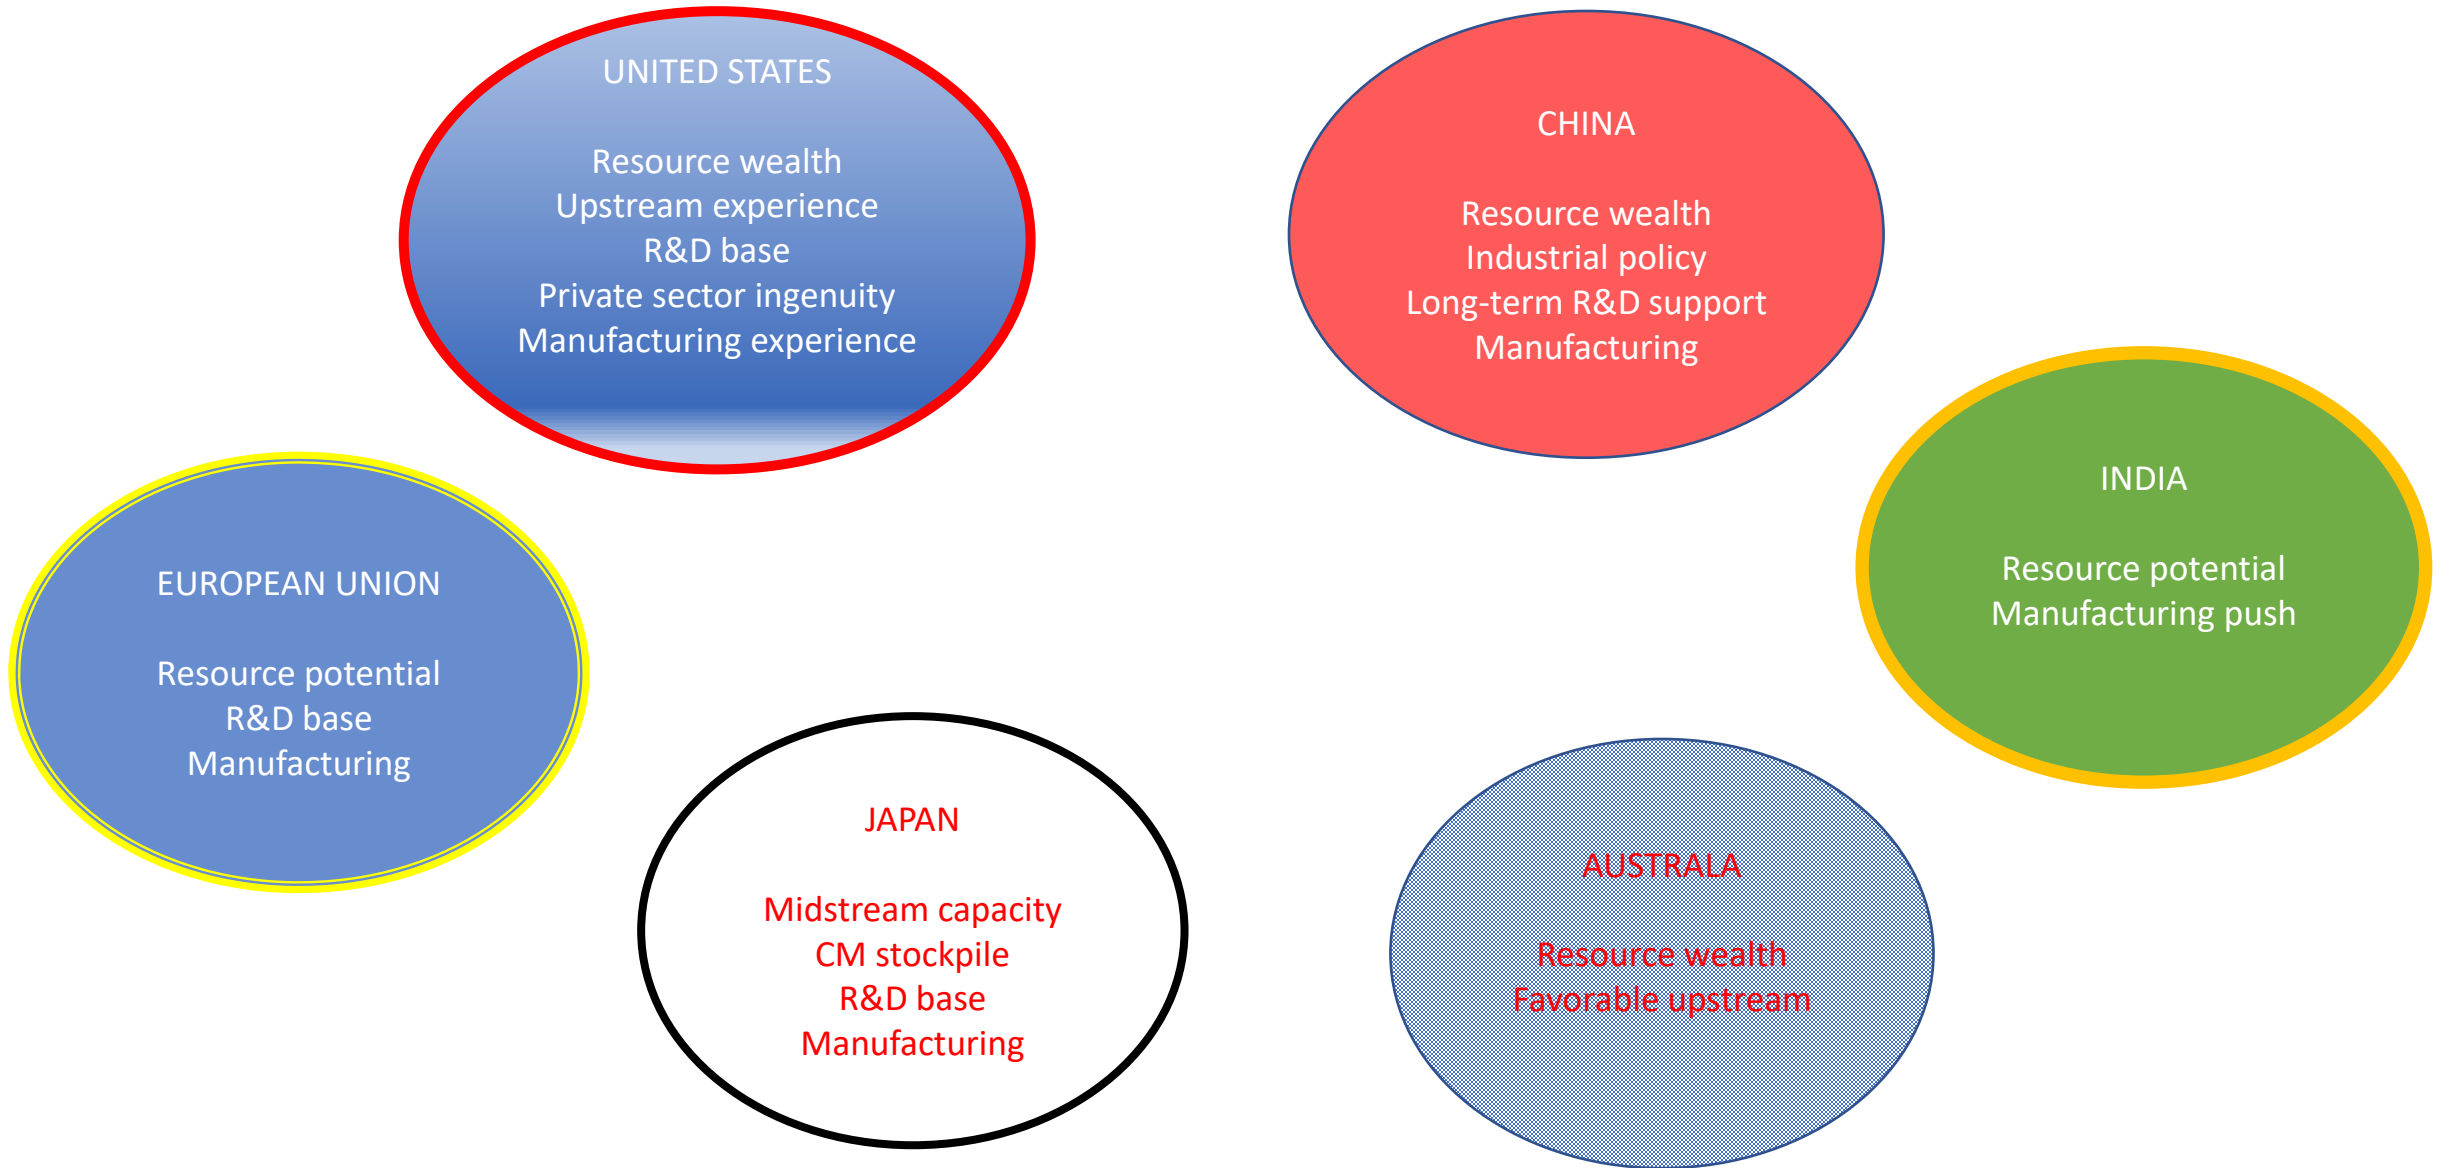 UNITED STATES
Resource wealth
Upstream experience
R&D base
Private sector ingenuity
Manufacturing experience
CHINA
Resource wealth
Industrial policy
Long-term R&D support
Manufacturing
INDIA
Resource potential
Manufacturing push
EUROPEAN UNION
Resource potential
R&D base
Manufacturing
JAPAN
Midstream capacity
CM stockpile
R&D base
Manufacturing
AUSTRALA
Resource wealth
Favorable upstream